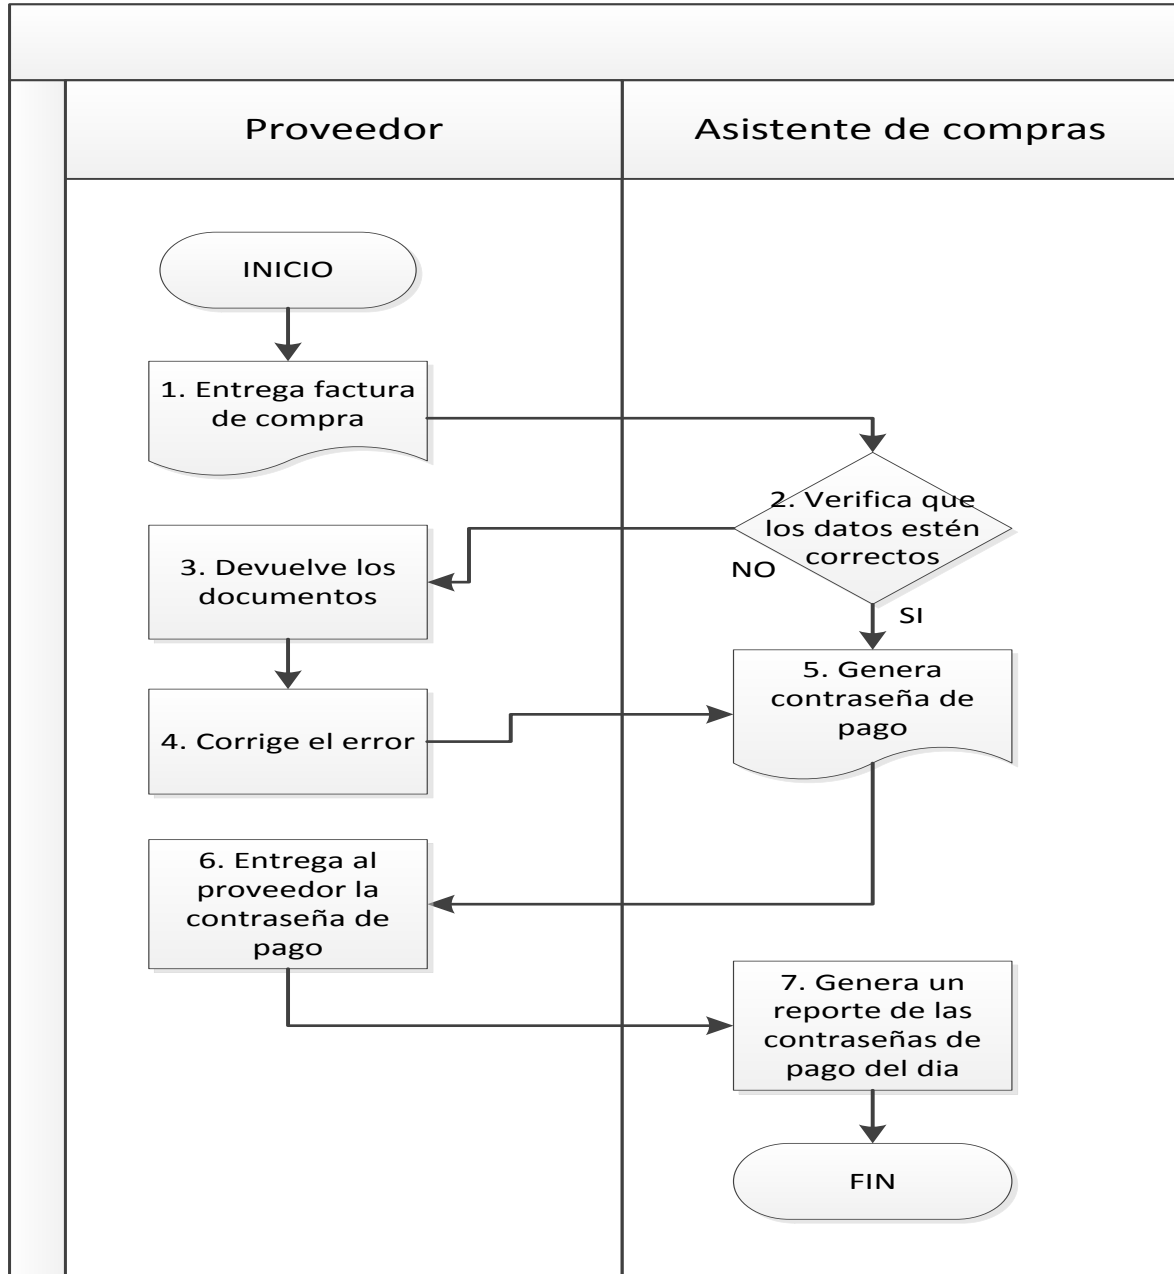 Proveedor
Asistente de compras
INICIO
1. Entrega factura
de compra
2. Verifica que
los datos estén
correctos
NO
SI
3. Devuelve los
documentos
4. Corrige el error
5. Genera
contraseña de
pago
6. Entrega al
proveedor la
contraseña de
pago
7. Genera un
reporte de las
contraseñas de
pago del dia
FIN